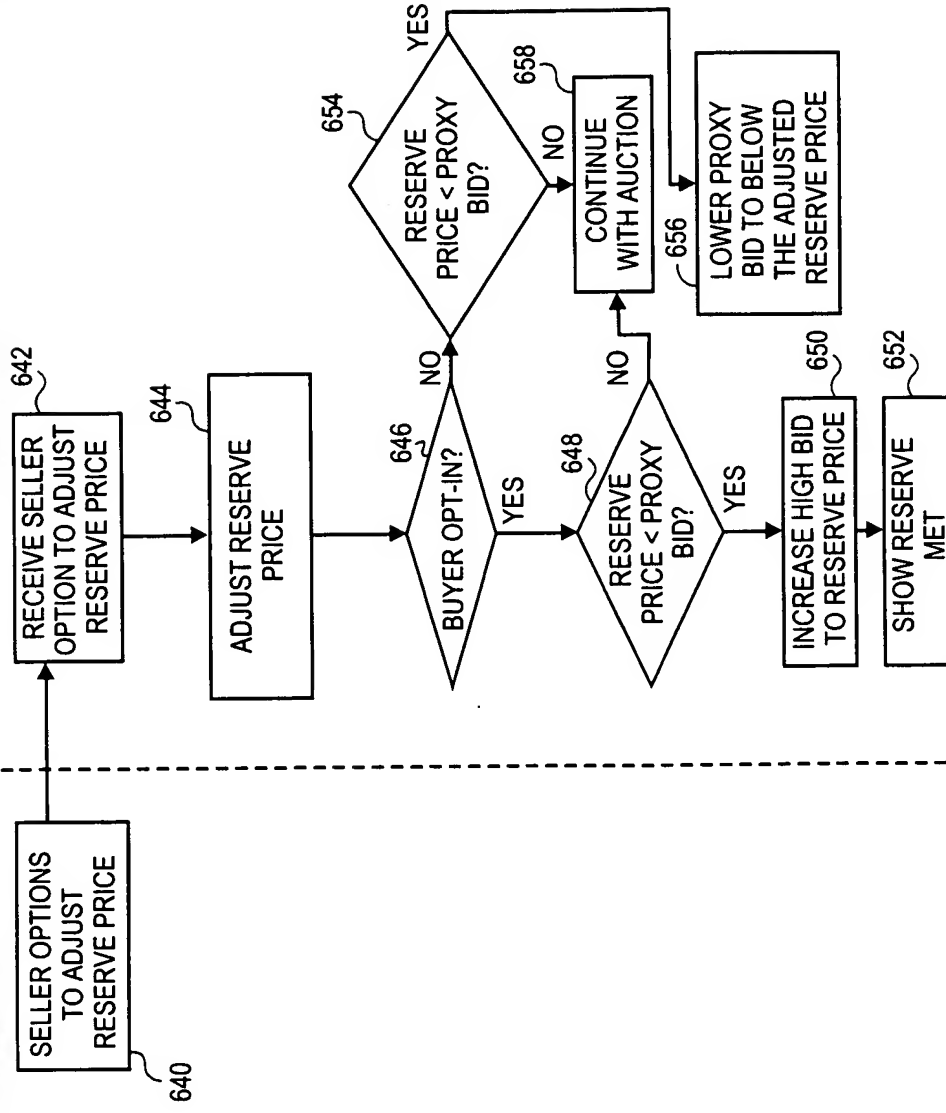 SELLER OPTIONS
TO ADJUST
RESERVE PRICE
640
642
RECEIVE SELLER
OPTION TO ADJUST
RESERVE PRICE
644
ADJUST RESERVE
PRICE
646
BUYER OPT-IN?
NO
YES
654
RESERVE
PRICE < PROXY
BID?
YES
NO
648
RESERVE
PRICE < PROXY
BID?
NO
YES
658
CONTINUE
WITH AUCTION
656
LOWER PROXY
BID TO BELOW
THE ADJUSTED
RESERVE PRICE
650
INCREASE HIGH BID
TO RESERVE PRICE
652
SHOW RESERVE
MET